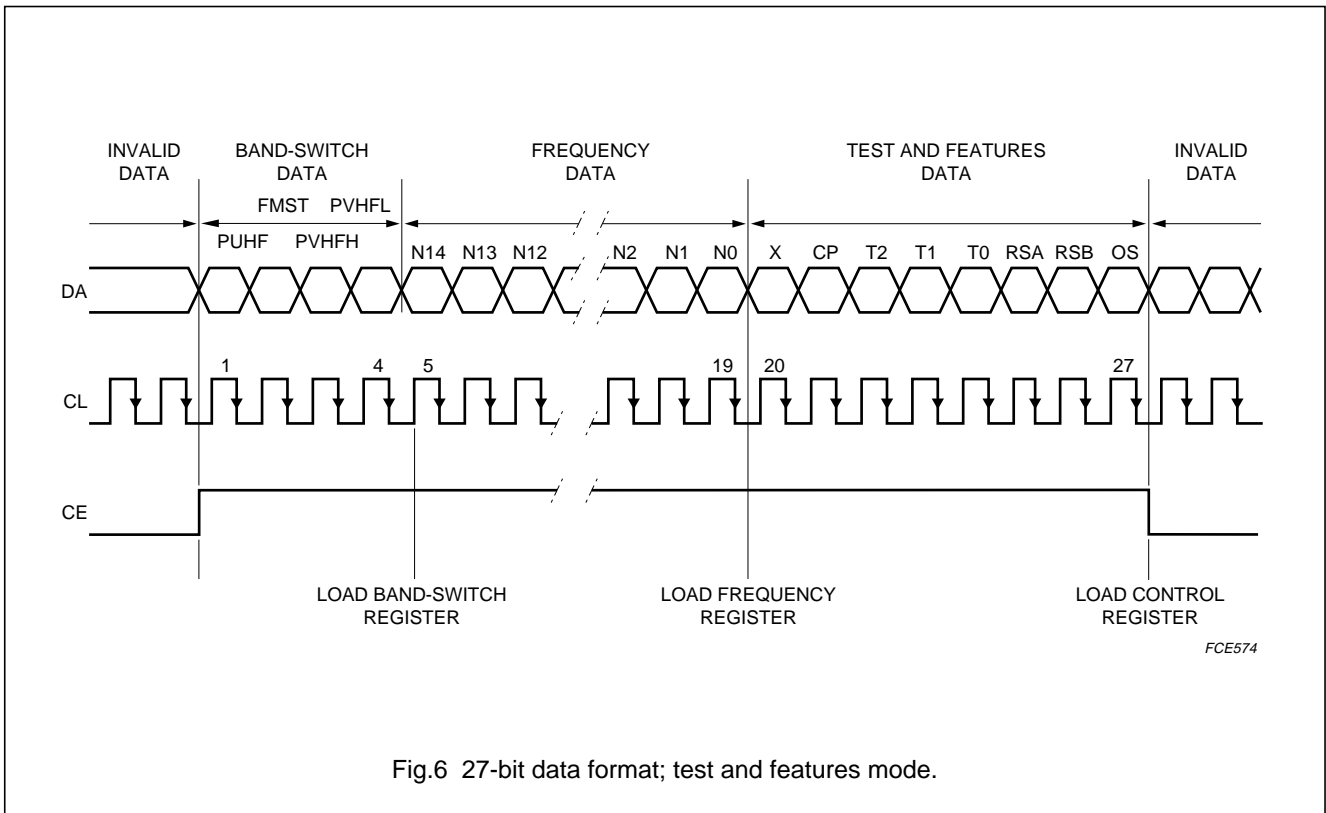 INVALID DATA
BAND-SWITCH DATA
FREQUENCY DATA
TEST AND FEATURES DATA
INVALID DATA
FMST PVHFL
PUHF PVHFH
N14 N13 N12 N2 N1 N0 X CP T2 T1 T0 RSA RSB OS
DA
1 4 5 19 20 27
CL
CE
LOAD BAND-SWITCH REGISTER
LOAD FREQUENCY REGISTER
LOAD CONTROL REGISTER
FCE574
Fig.6 27-bit data format; test and features mode.